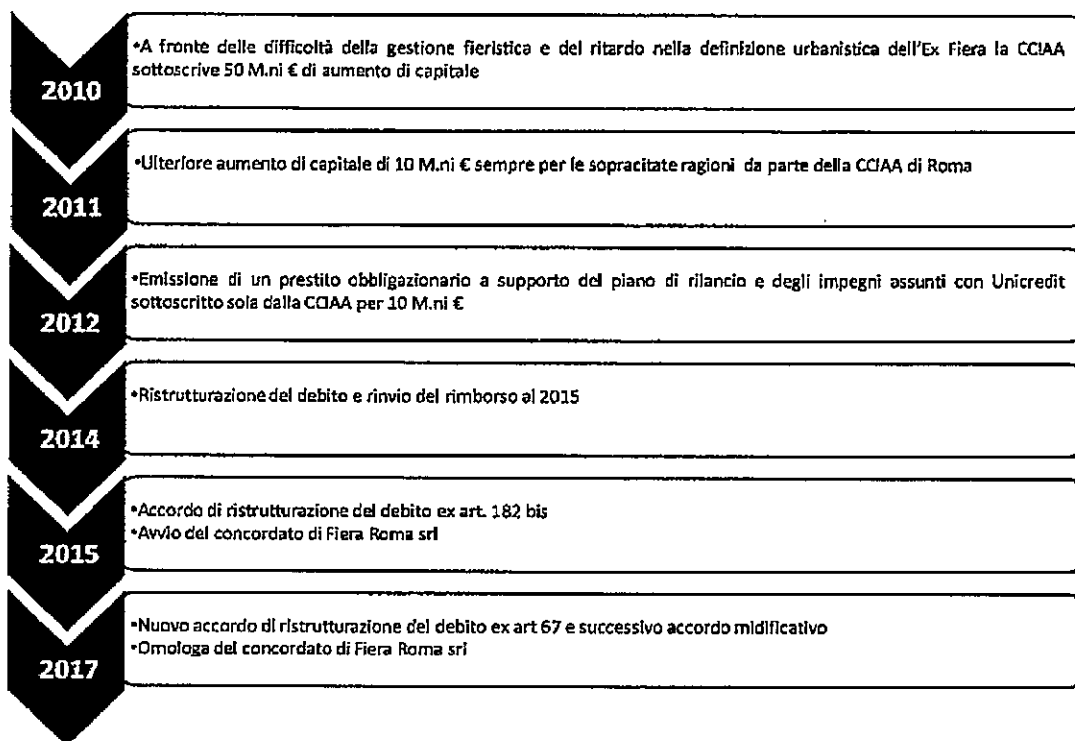 2010
•A fronte delle difficoltà della gestione fieristica e del ritardo nella definizione urbanistica dell'Ex Fiera la CCIAA
sottoscrive 50 M.ni € di aumento di capitale
2011
•Ulteriore aumento di capitale di 10 M.ni € sempre per le sopracitate ragioni da parte della CCIAA di Roma
2012
•Emissione di un prestito obbligazionario a supporto del piano di rilancio e degli impegni assunti con Unicredit
sottoscritto sola dalla CCIAA per 10 M.ni €
2014
•Ristrutturazione del debito e rinvio del rimborso al 2015
2015
•Accordo di ristrutturazione del debito ex art. 182 bis
•Avvio del concordato di Fiera Roma srl
2017
•Nuovo accordo di ristrutturazione del debito ex art 67 e successivo accordo midificativo
•Omologa del concordato di Fiera Roma srl